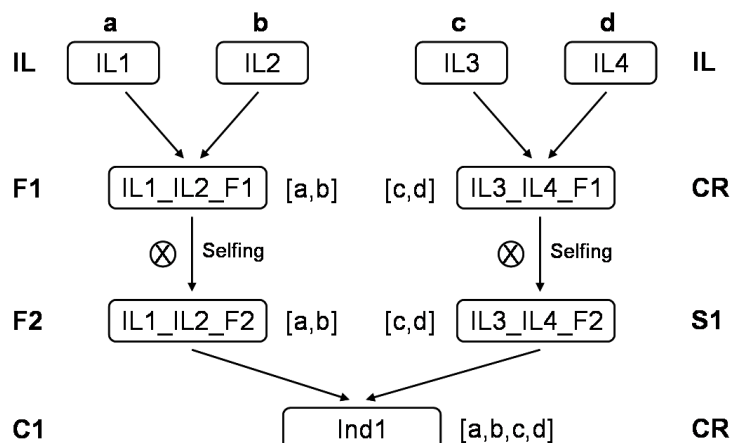 a b c d
IL IL1 IL2 IL3 IL4 IL
F1 IL1_IL2_F1 [a,b] [c,d] IL3_IL4_F1 CR
Selfing Selfing
F2 IL1_IL2_F2 [a,b] [c,d] IL3_IL4_F2 S1
C1 Ind1 [a,b,c,d] CR